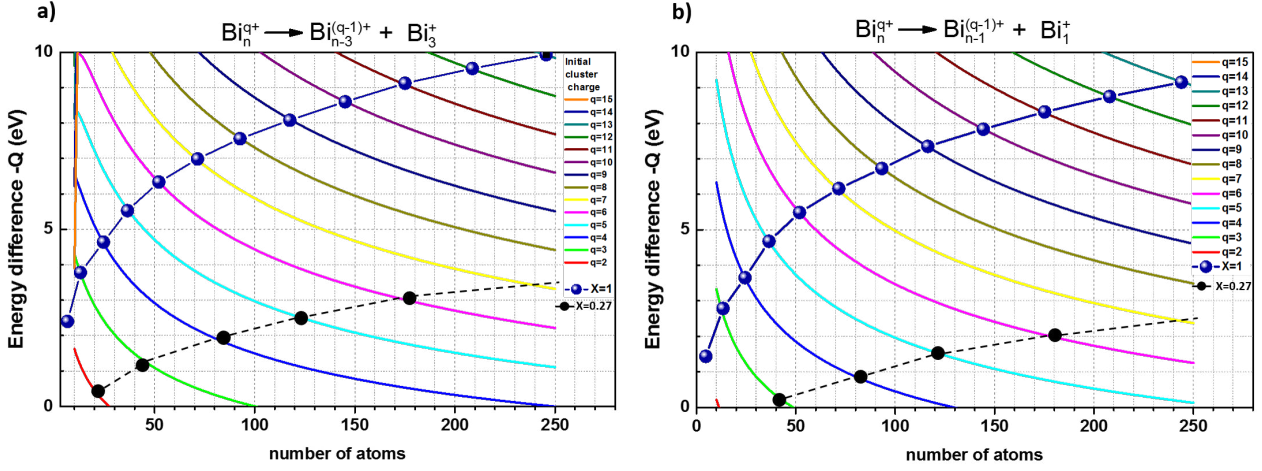 a)
Bi_n^{q+} → Bi_{n-3}^{(q-1)+} + Bi_3^+
Energy difference -Q (eV)
10
5
0
50
100
150
200
250
number of atoms
Initial
cluster
charge
q=15
q=14
q=13
q=12
q=11
q=10
q=9
q=8
q=7
q=6
q=5
q=4
q=3
q=2
X=1
X=0.27
b)
Bi_n^{q+} → Bi_{n-1}^{(q-1)+} + Bi_1^+
Energy difference -Q (eV)
10
5
0
0
50
100
150
200
250
number of atoms
q=15
q=14
q=13
q=12
q=11
q=10
q=9
q=8
q=7
q=6
q=5
q=4
q=3
q=2
X=1
X=0.27